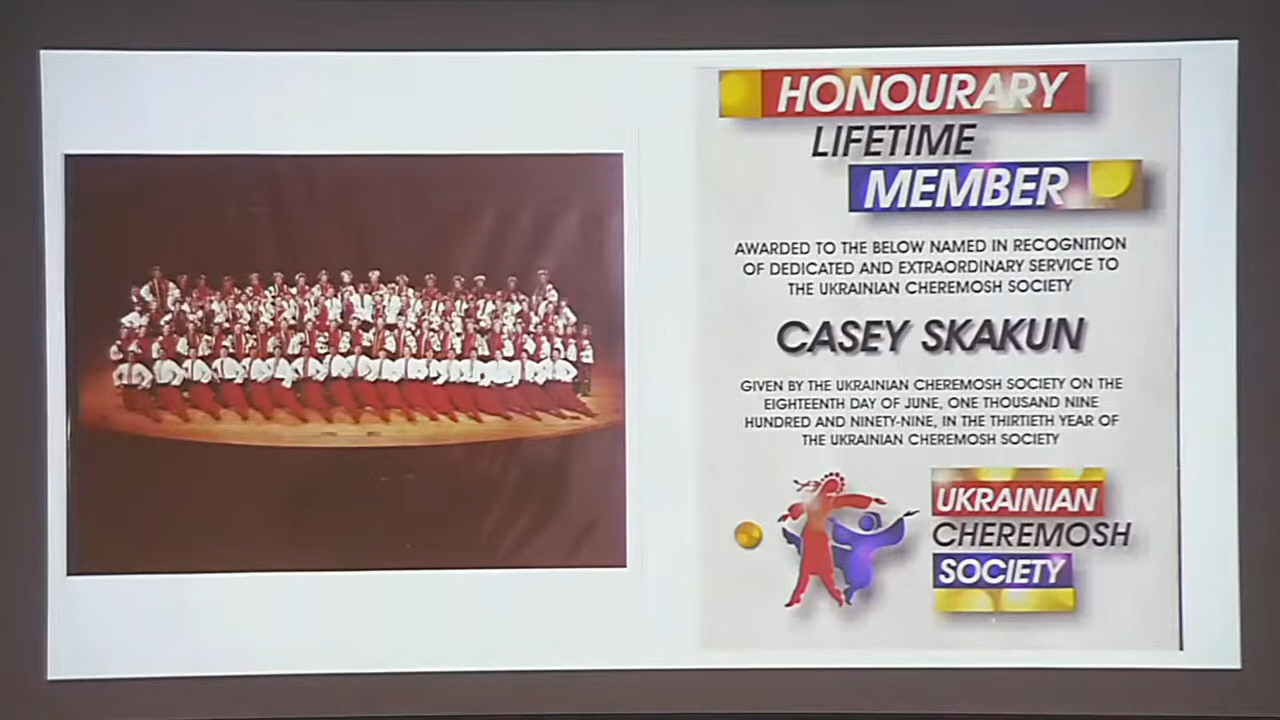 HONOURARY
LIFETIME
MEMBER
AWARDED TO THE BELOW NAMED IN RECOGNITION
OF DEDICATED AND EXTRAORDINARY SERVICE TO
THE UKRAINIAN CHEREMOSH SOCIETY
CASEY SKAKUN
GIVEN BY THE UKRAINIAN CHEREMOSH SOCIETY ON THE
EIGHTEENTH DAY OF JUNE, ONE THOUSAND NINE
HUNDRED AND NINETY-NINE, IN THE THIRTIETH YEAR OF
THE UKRAINIAN CHEREMOSH SOCIETY
UKRAINIAN
CHEREMOSH
SOCIETY